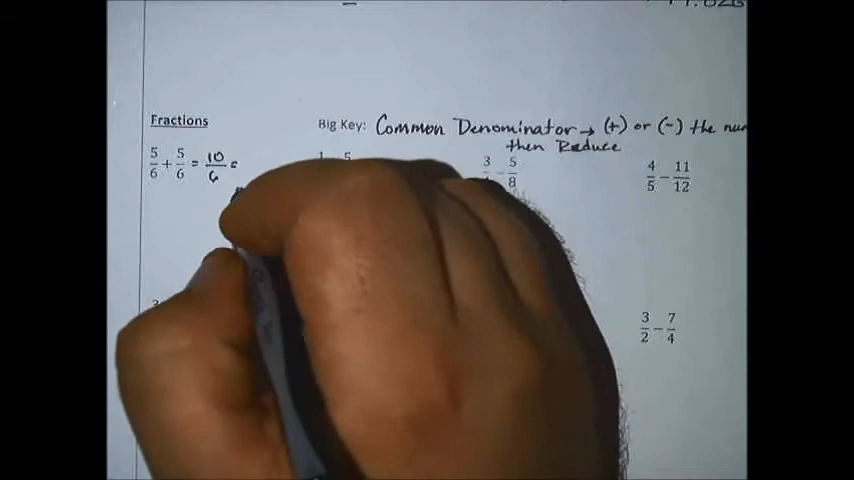 Fractions
Big Key: Common Denominator → (+) or (-) the
then Reduce
5/6 + 5/6 = 10/6 =
3 - 5/8
4/5 - 11/12
3/2 - 7/4